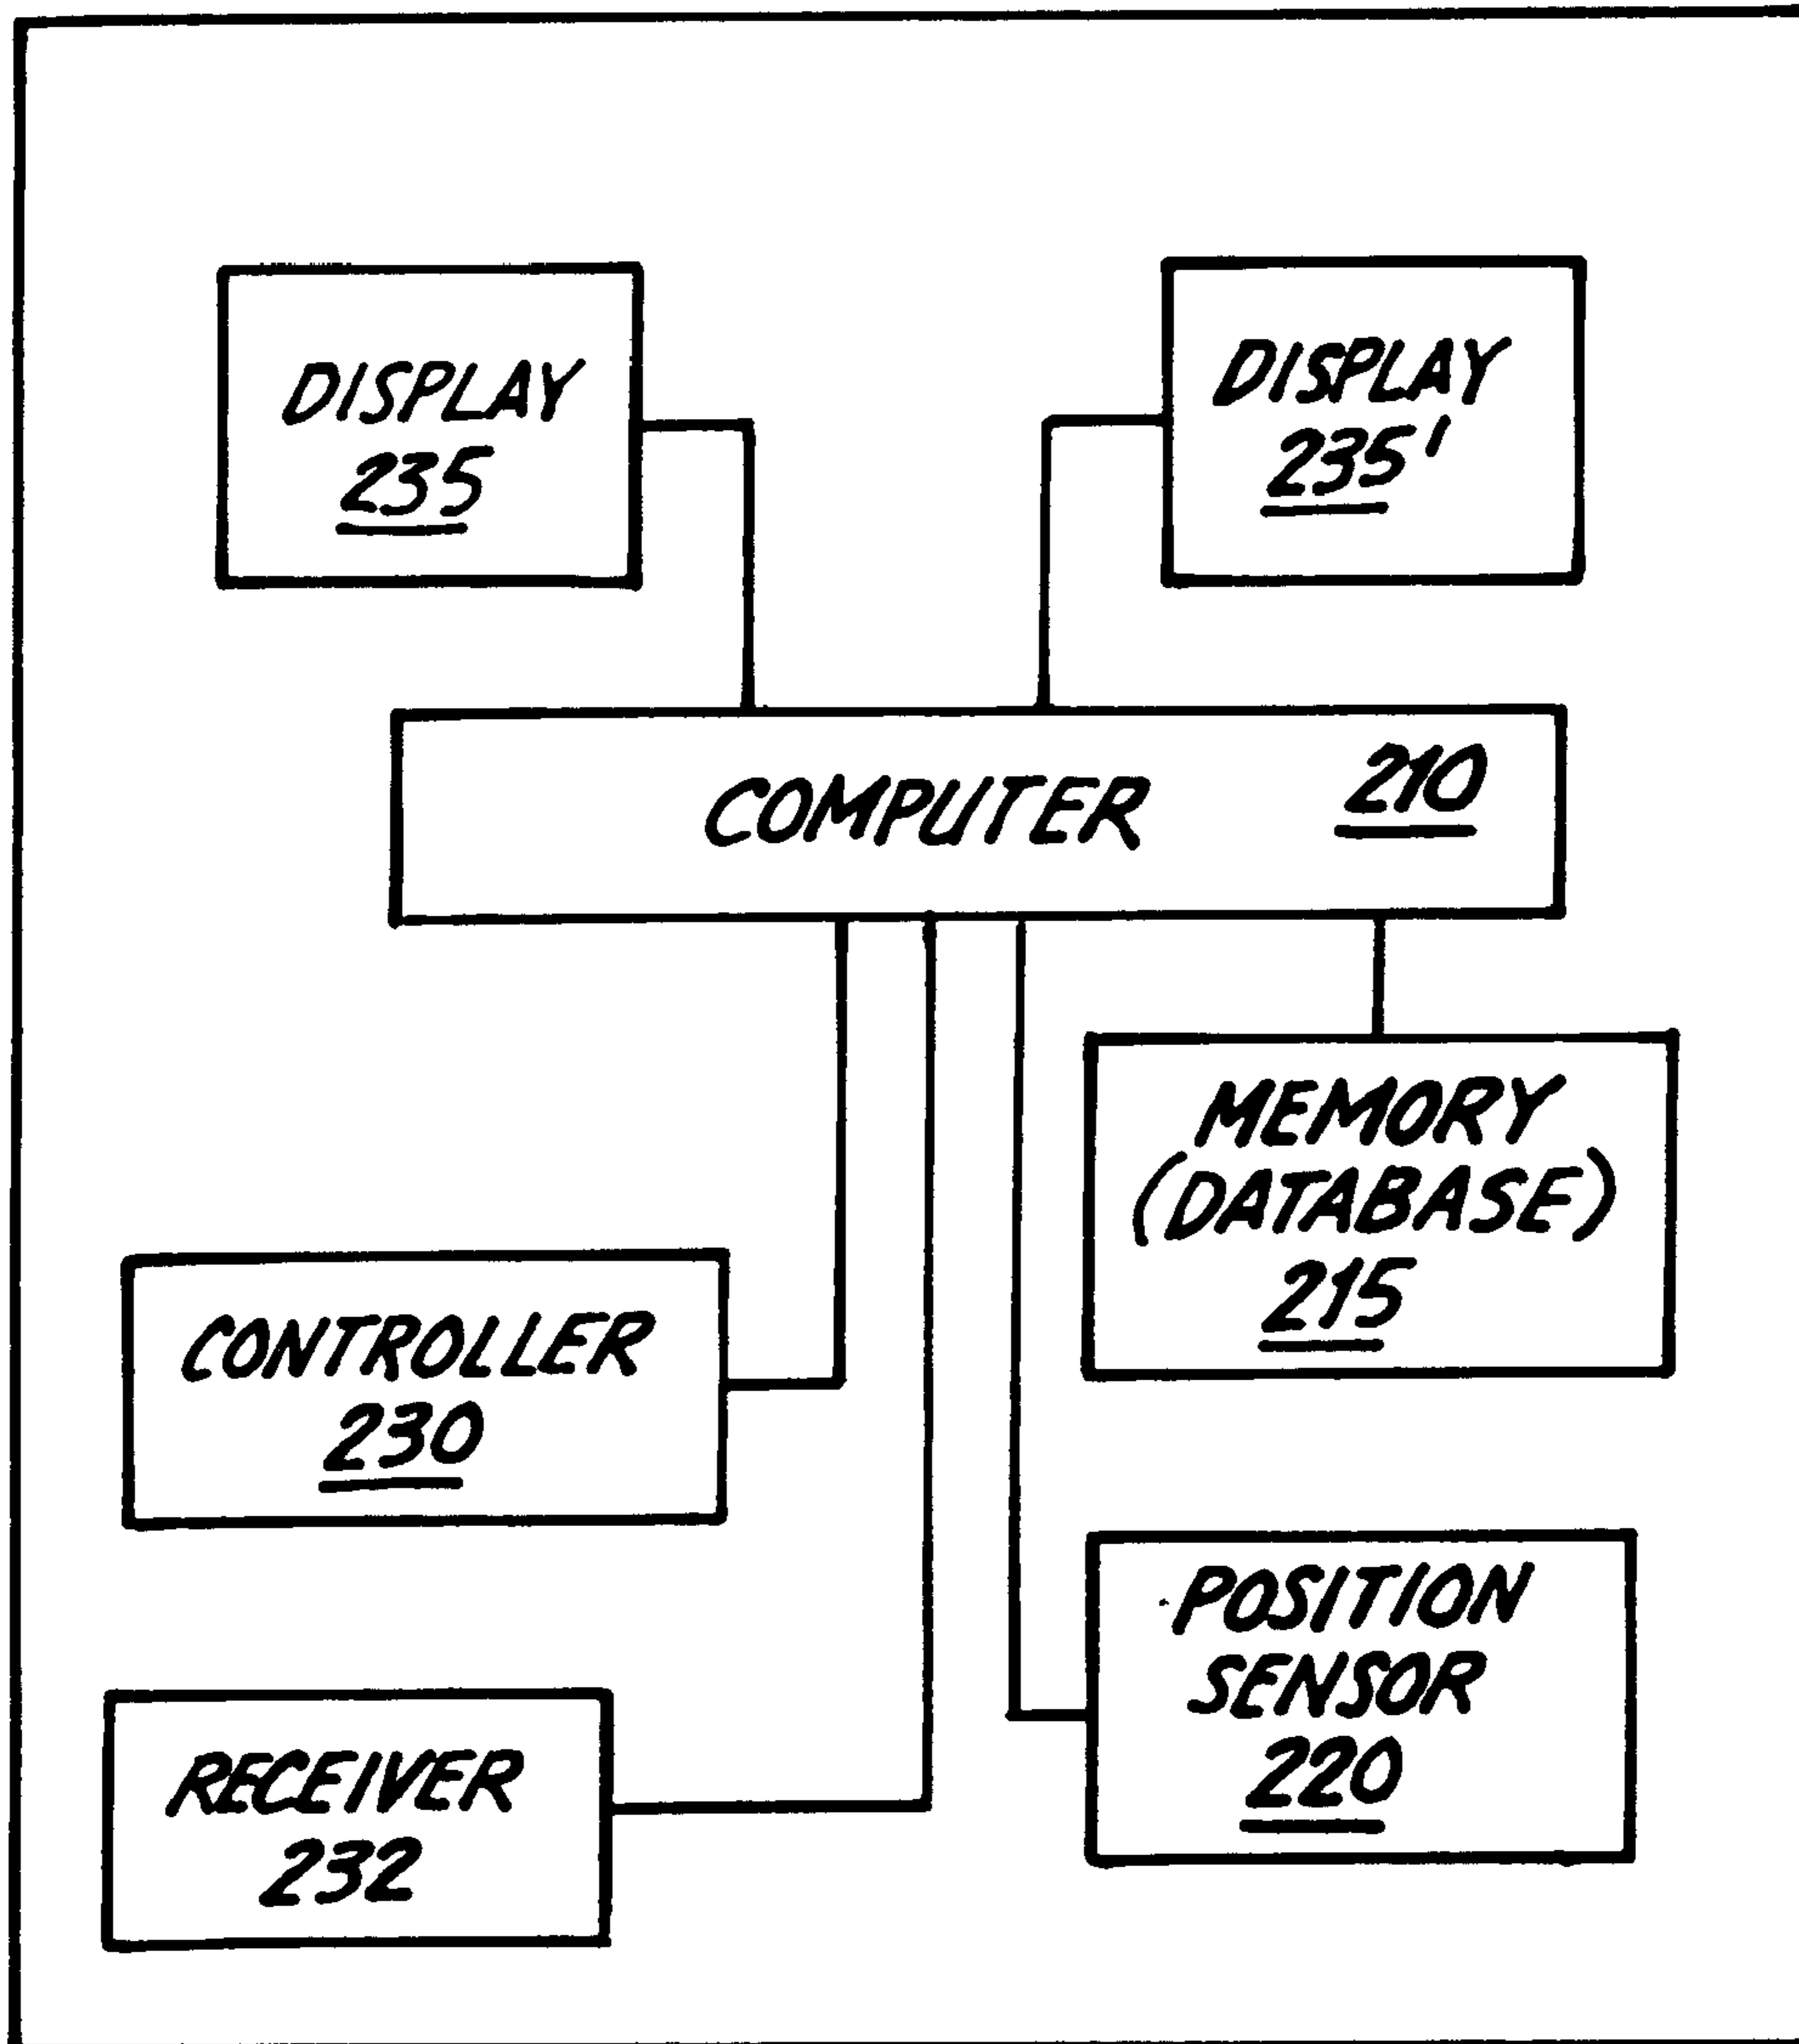 DISPLAY
235
DISPLAY
235'
COMPUTER 210
MEMORY
(DATABASE)
215
CONTROLLER
230
POSITION
SENSOR
220
RECEIVER
232